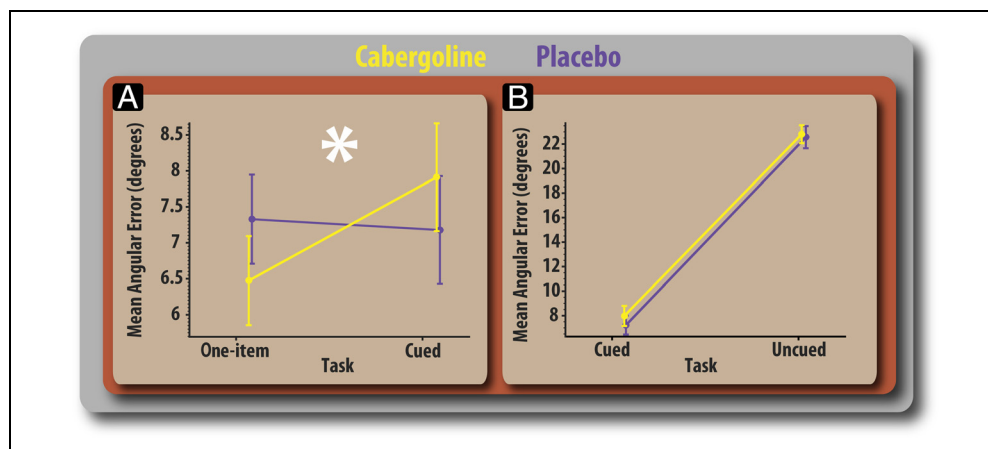 Cabergoline Placebo
A
Mean Angular Error (degrees)
8.5
8
7.5
7
6.5
6
*
One-item Cued
Task
B
Mean Angular Error (degrees)
22
20
18
16
14
12
10
8
Cued Uncued
Task